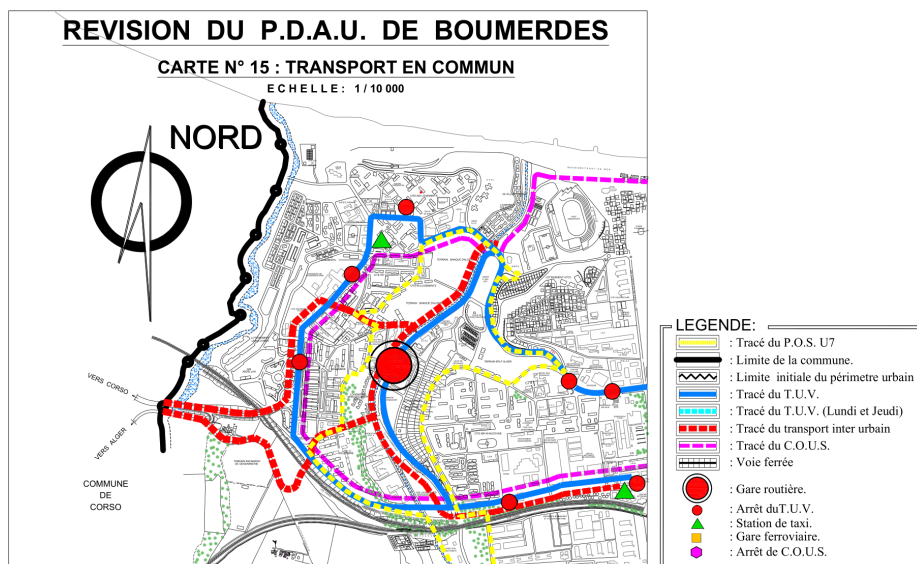 REVISION DU P.D.A.U. DE BOUMERDES
CARTE N° 15 : TRANSPORT EN COMMUN
ECHELLE: 1 / 10 000
NORD
VERS CORSO
VERS ALGER
COMMUNE
DE
CORSO
LEGENDE:
: Tracé du P.O.S. U7
: Limite de la commune.
: Limite initiale du périmetre urbain
: Tracé du T.U.V.
: Tracé du T.U.V. (Lundi et Jeudi)
: Tracé du transport inter urbain
: Tracé du C.O.U.S.
: Voie ferrée
: Gare routière.
: Arrêt duT.U.V.
: Station de taxi.
: Gare ferroviaire.
: Arrêt de C.O.U.S.